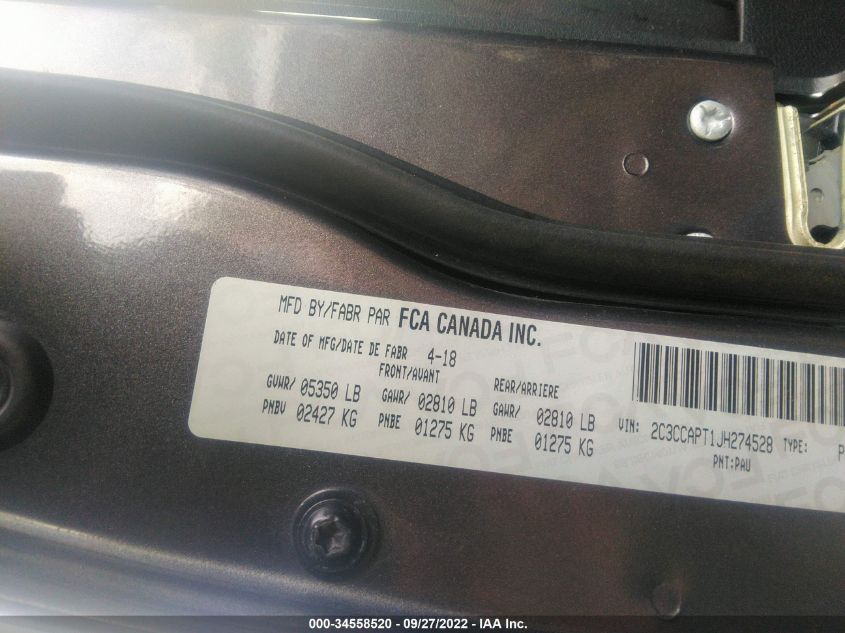 MFD BY/FABR PAR FCA CANADA INC.
DATE OF MFG/DATE DE FABR 4-18
FRONT/AVANT REAR/ARRIERE
GVWR/ 05350 LB GAWR/ 02810 LB GAWR/ 02810 LB
PNBV 02427 KG PNBE 01275 KG PNBE 01275 KG
VIN: 2C3CCAPT1JH274528 TYPE: P
PNT:PAU
000-34558520 - 09/27/2022 - IAA Inc.